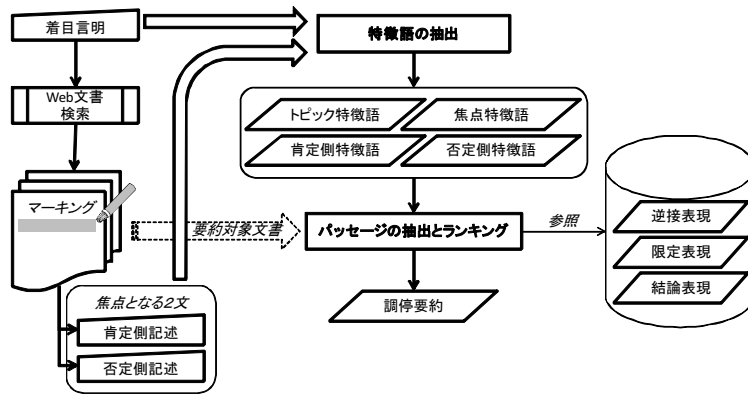 着目言明
Web文書
検索
マーキング
焦点となる2文
肯定側記述
否定側記述
要約対象文書
特徴語の抽出
トピック特徴語
焦点特徴語
肯定側特徴語
否定側特徴語
パッセージの抽出とランキング
参照
調停要約
逆接表現
限定表現
結論表現